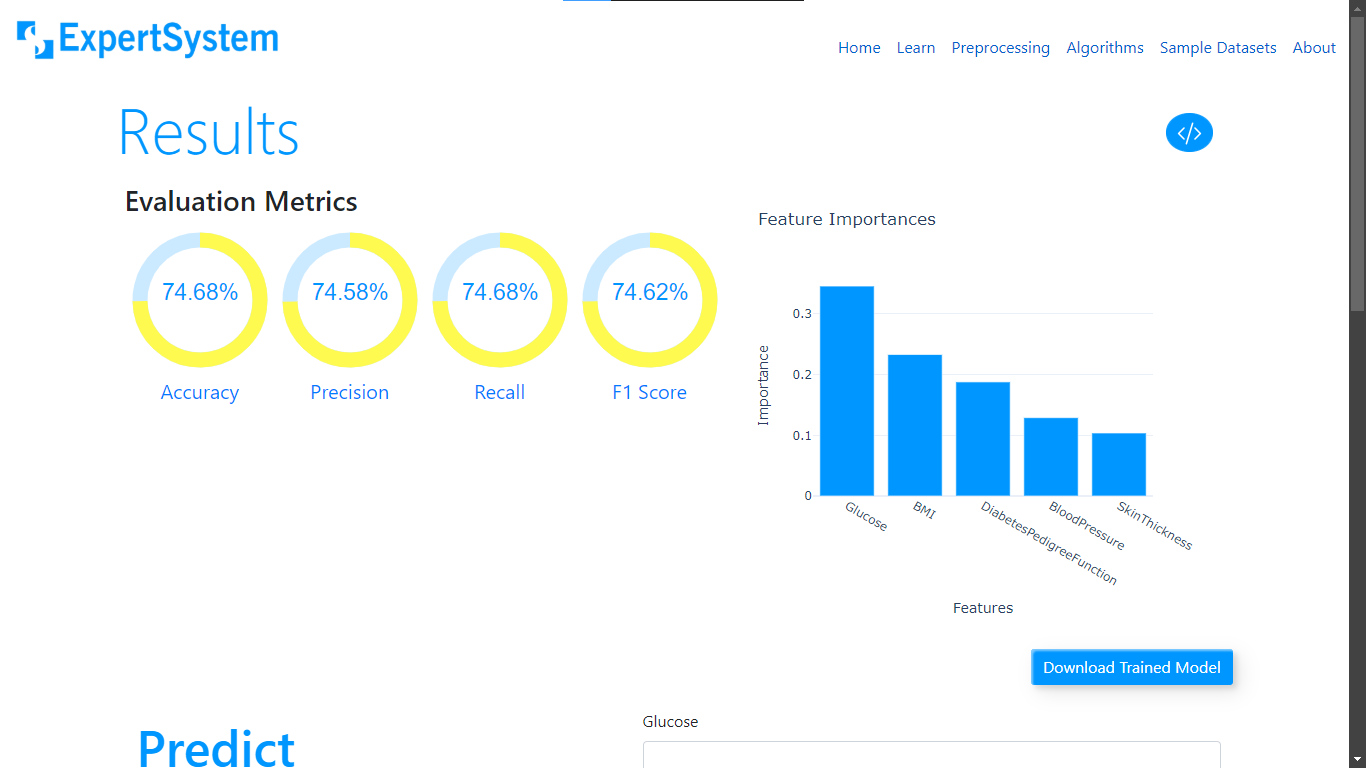 ExpertSystem
Home Learn Preprocessing Algorithms Sample Datasets About
Results
</>
Evaluation Metrics
74.68% 74.58% 74.68% 74.62%
Accuracy Precision Recall F1 Score
Feature Importances
Importance
0.3
0.2
0.1
0
Glucose BMI DiabetesPedigreeFunction BloodPressure SkinThickness
Features
Download Trained Model
Predict
Glucose